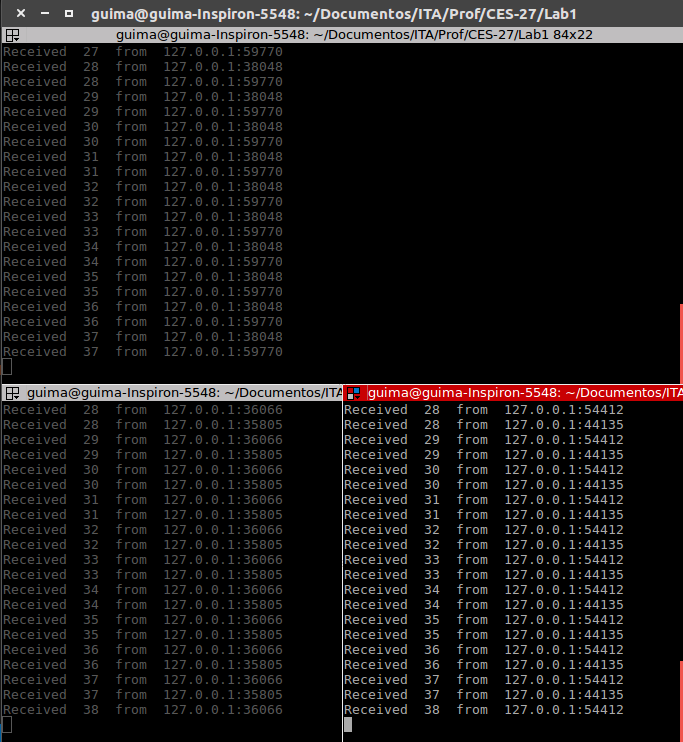 guima@guima-Inspiron-5548: ~/Documentos/ITA/Prof/CES-27/Lab1
guima@guima-Inspiron-5548: ~/Documentos/ITA/Prof/CES-27/Lab1 84x22
Received 27 from 127.0.0.1:59770
Received 28 from 127.0.0.1:38048
Received 28 from 127.0.0.1:59770
Received 29 from 127.0.0.1:38048
Received 29 from 127.0.0.1:59770
Received 30 from 127.0.0.1:38048
Received 30 from 127.0.0.1:59770
Received 31 from 127.0.0.1:38048
Received 31 from 127.0.0.1:59770
Received 32 from 127.0.0.1:38048
Received 32 from 127.0.0.1:59770
Received 33 from 127.0.0.1:38048
Received 33 from 127.0.0.1:59770
Received 34 from 127.0.0.1:38048
Received 34 from 127.0.0.1:59770
Received 35 from 127.0.0.1:38048
Received 35 from 127.0.0.1:59770
Received 36 from 127.0.0.1:38048
Received 36 from 127.0.0.1:59770
Received 37 from 127.0.0.1:38048
Received 37 from 127.0.0.1:59770
guima@guima-Inspiron-5548: ~/Documentos/ITA
Received 28 from 127.0.0.1:36066
Received 28 from 127.0.0.1:35805
Received 29 from 127.0.0.1:36066
Received 29 from 127.0.0.1:35805
Received 30 from 127.0.0.1:36066
Received 30 from 127.0.0.1:35805
Received 31 from 127.0.0.1:36066
Received 31 from 127.0.0.1:35805
Received 32 from 127.0.0.1:36066
Received 32 from 127.0.0.1:35805
Received 33 from 127.0.0.1:36066
Received 33 from 127.0.0.1:35805
Received 34 from 127.0.0.1:36066
Received 34 from 127.0.0.1:35805
Received 35 from 127.0.0.1:36066
Received 35 from 127.0.0.1:35805
Received 36 from 127.0.0.1:36066
Received 36 from 127.0.0.1:35805
Received 37 from 127.0.0.1:36066
Received 37 from 127.0.0.1:35805
Received 38 from 127.0.0.1:36066
guima@guima-Inspiron-5548: ~/Documentos/ITA
Received 28 from 127.0.0.1:54412
Received 28 from 127.0.0.1:44135
Received 29 from 127.0.0.1:54412
Received 29 from 127.0.0.1:44135
Received 30 from 127.0.0.1:54412
Received 30 from 127.0.0.1:44135
Received 31 from 127.0.0.1:54412
Received 31 from 127.0.0.1:44135
Received 32 from 127.0.0.1:54412
Received 32 from 127.0.0.1:44135
Received 33 from 127.0.0.1:54412
Received 33 from 127.0.0.1:44135
Received 34 from 127.0.0.1:54412
Received 34 from 127.0.0.1:44135
Received 35 from 127.0.0.1:54412
Received 35 from 127.0.0.1:44135
Received 36 from 127.0.0.1:54412
Received 36 from 127.0.0.1:44135
Received 37 from 127.0.0.1:54412
Received 37 from 127.0.0.1:44135
Received 38 from 127.0.0.1:54412